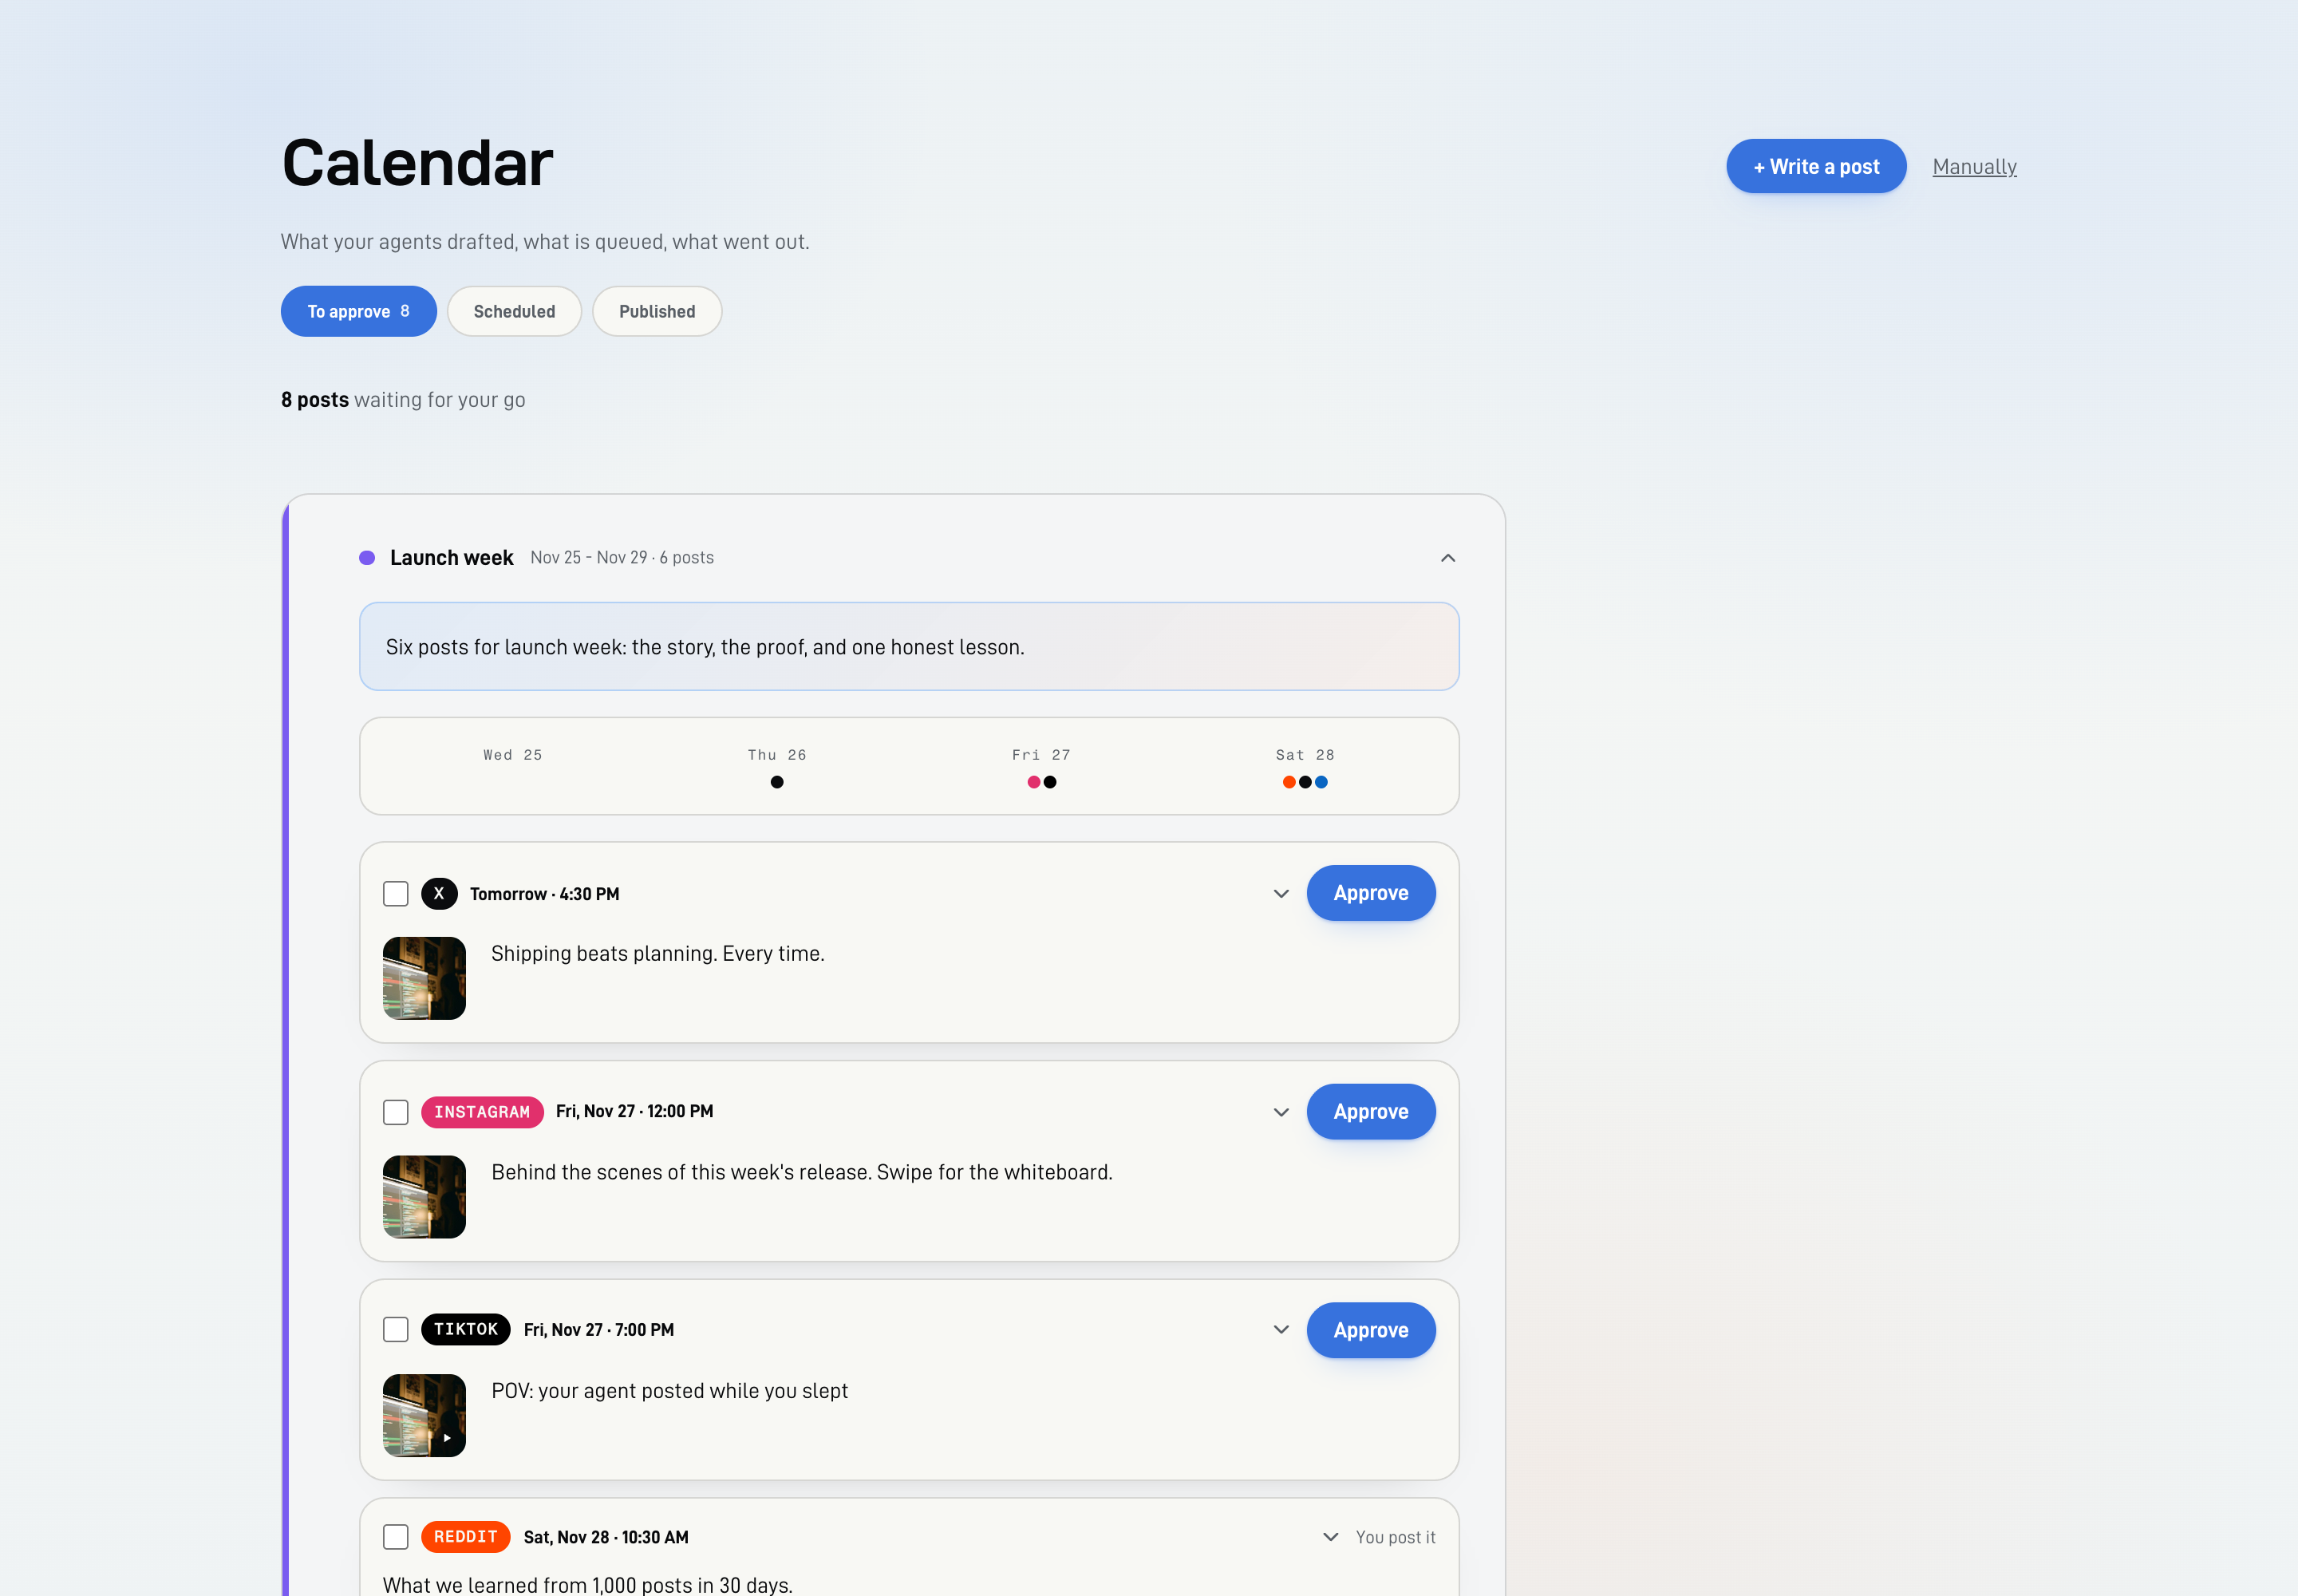 Calendar
+ Write a post
Manually
What your agents drafted, what is queued, what went out.
To approve 8
Scheduled
Published
8 posts waiting for your go
Launch week Nov 25 - Nov 29 · 6 posts
Six posts for launch week: the story, the proof, and one honest lesson.
Wed 25
Thu 26
Fri 27
Sat 28
X Tomorrow · 4:30 PM
Approve
Shipping beats planning. Every time.
INSTAGRAM Fri, Nov 27 · 12:00 PM
Approve
Behind the scenes of this week's release. Swipe for the whiteboard.
TIKTOK Fri, Nov 27 · 7:00 PM
Approve
POV: your agent posted while you slept
REDDIT Sat, Nov 28 · 10:30 AM
You post it
What we learned from 1,000 posts in 30 days.